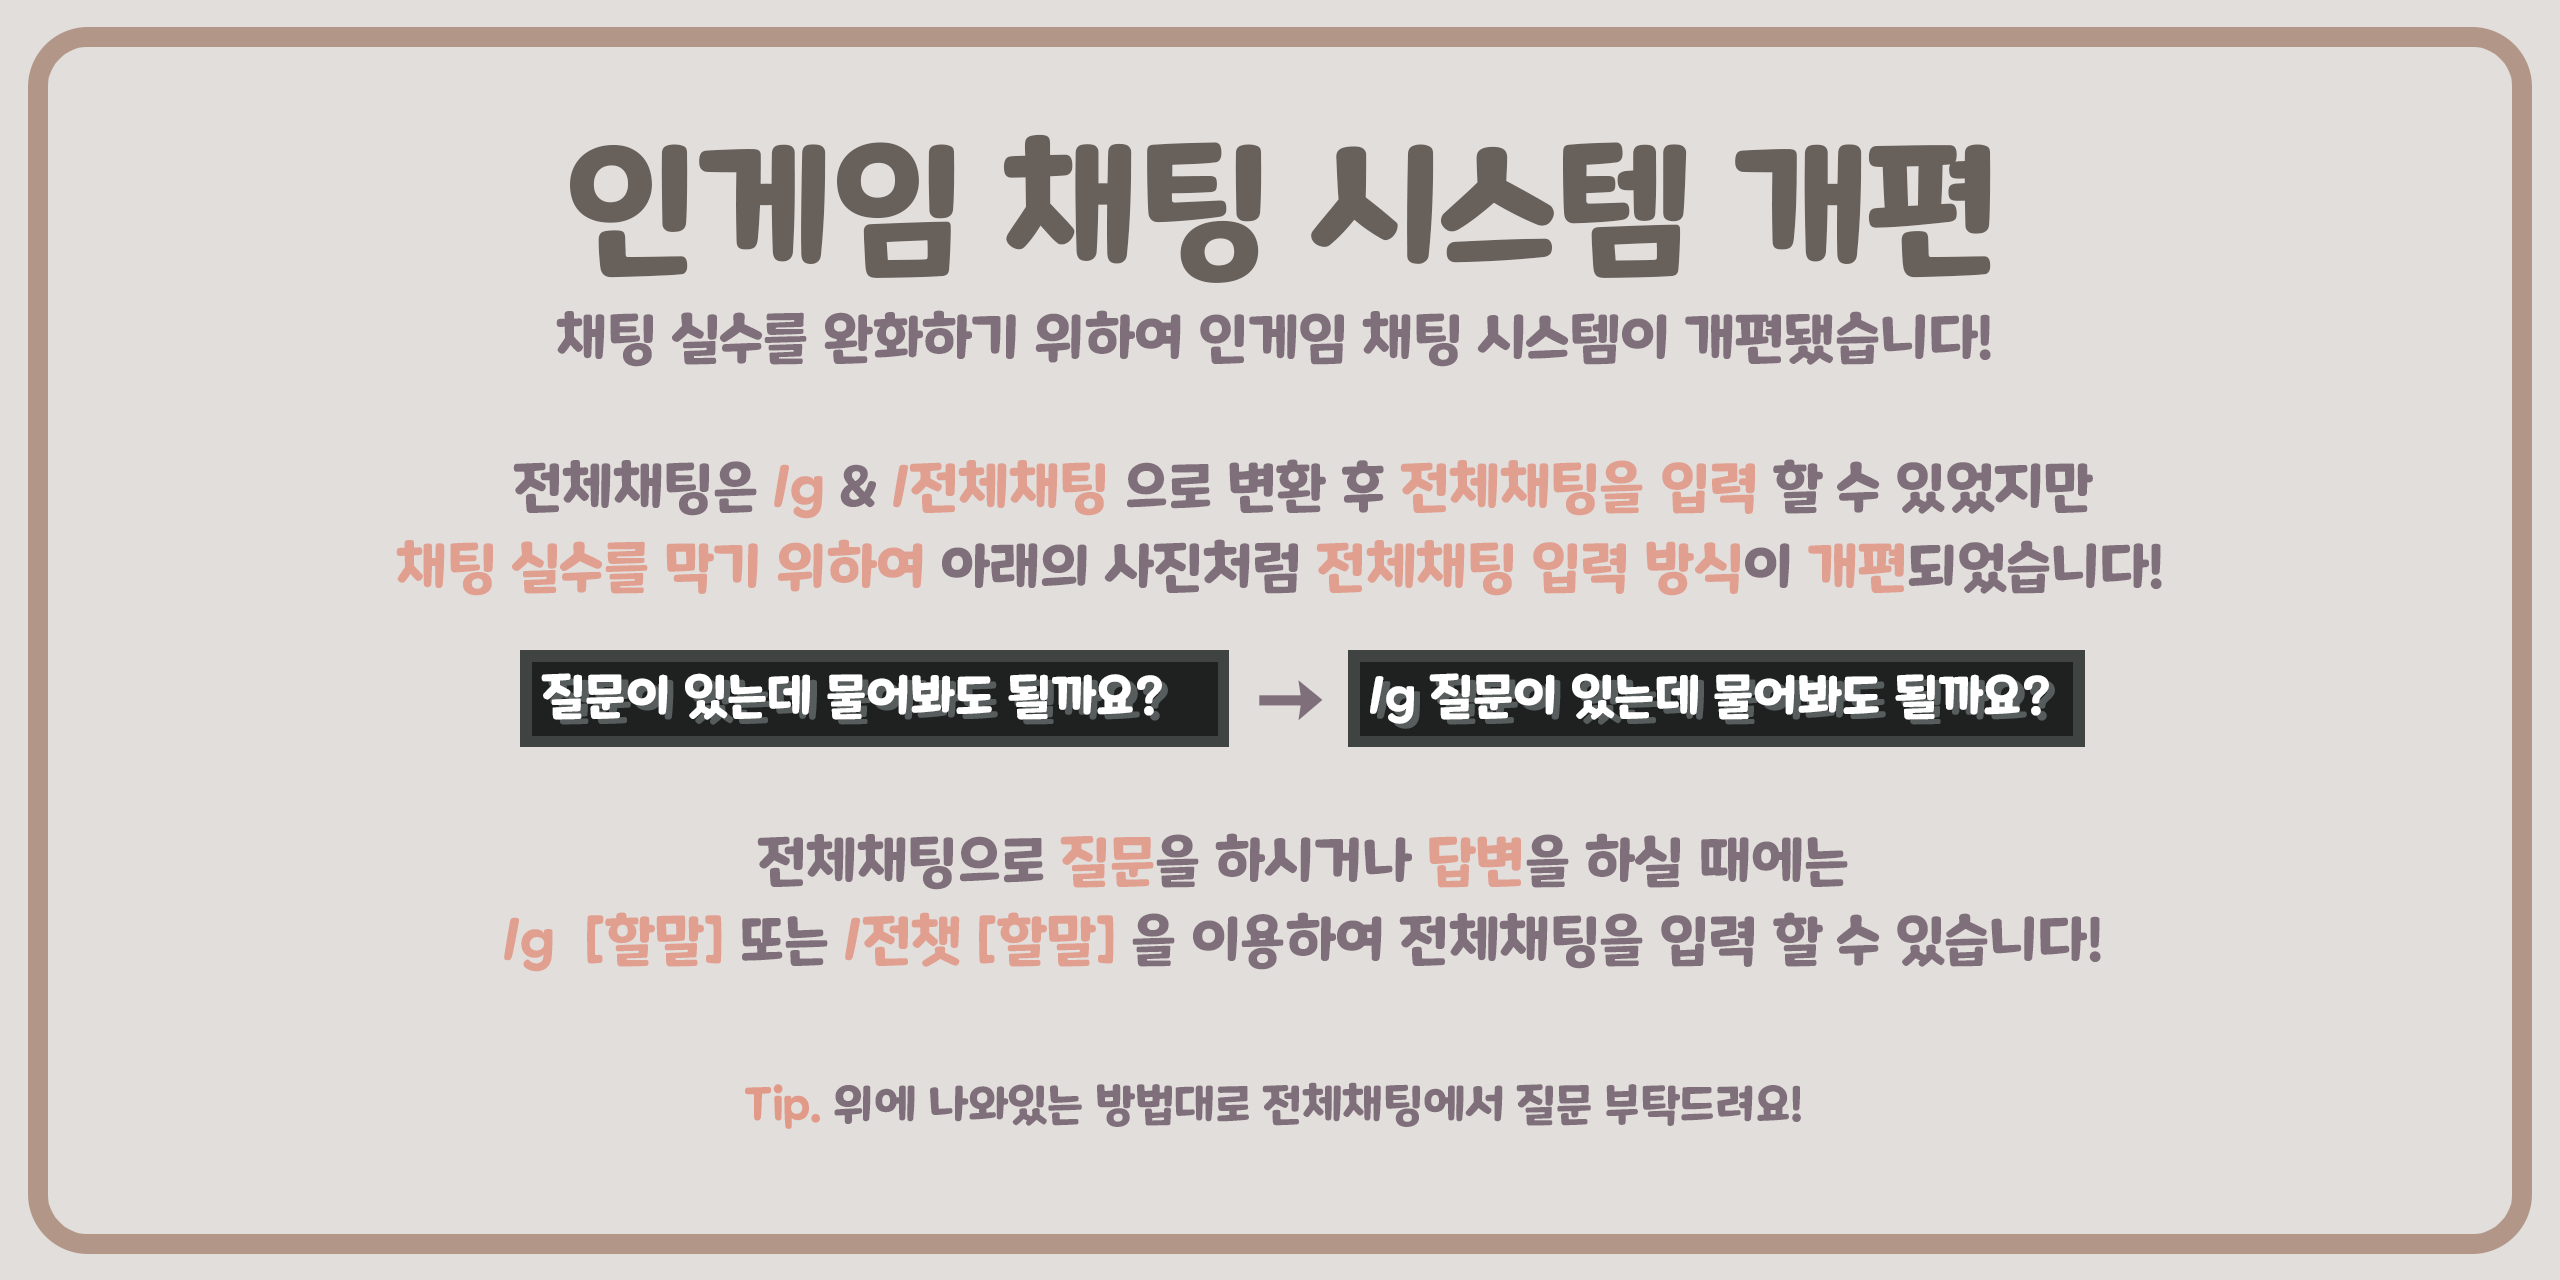 인게임 채팅 시스템 개편
채팅 실수를 완화하기 위하여 인게임 채팅 시스템이 개편됐습니다!
전체채팅은 /g & /전체채팅 으로 변환 후 전체채팅을 입력 할 수 있었지만
채팅 실수를 막기 위하여 아래의 사진처럼 전체채팅 입력 방식이 개편되었습니다!
질문이 있는데 물어봐도 될까요? → /g 질문이 있는데 물어봐도 될까요?
전체채팅으로 질문을 하시거나 답변을 하실 때에는
/g [할말] 또는 /전챗 [할말] 을 이용하여 전체채팅을 입력 할 수 있습니다!
Tip. 위에 나와있는 방법대로 전체채팅에서 질문 부탁드려요!